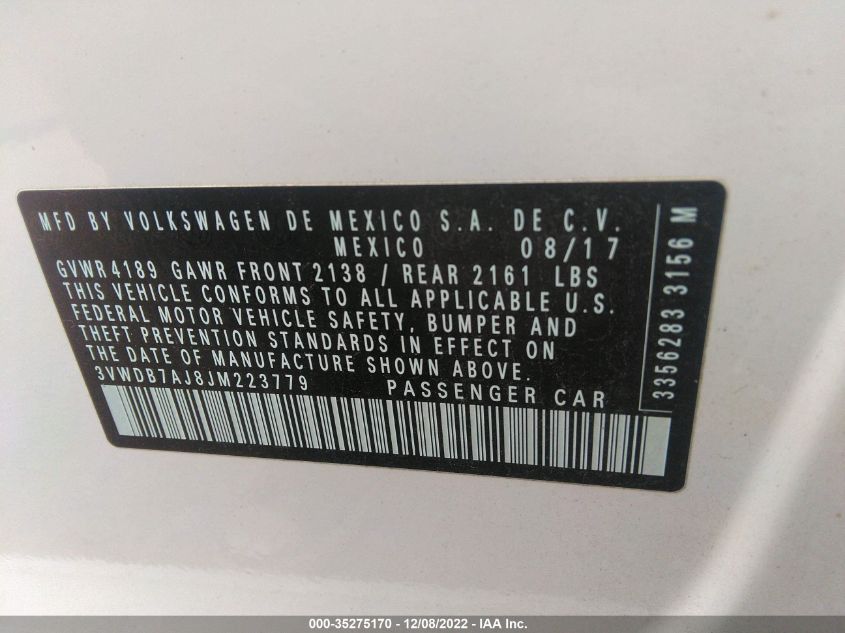 MFD BY VOLKSWAGEN DE MEXICO S.A. DE C.V.
MEXICO 08/17
GVWR 4189 GAWR FRONT 2138 / REAR 2161 LBS
THIS VEHICLE CONFORMS TO ALL APPLICABLE U.S.
FEDERAL MOTOR VEHICLE SAFETY, BUMPER AND
THEFT PREVENTION STANDARDS IN EFFECT ON
THE DATE OF MANUFACTURE SHOWN ABOVE.
3VWDB7AJ8JM223779 PASSENGER CAR
3356283 3156 M
000-35275170 - 12/08/2022 - IAA Inc.